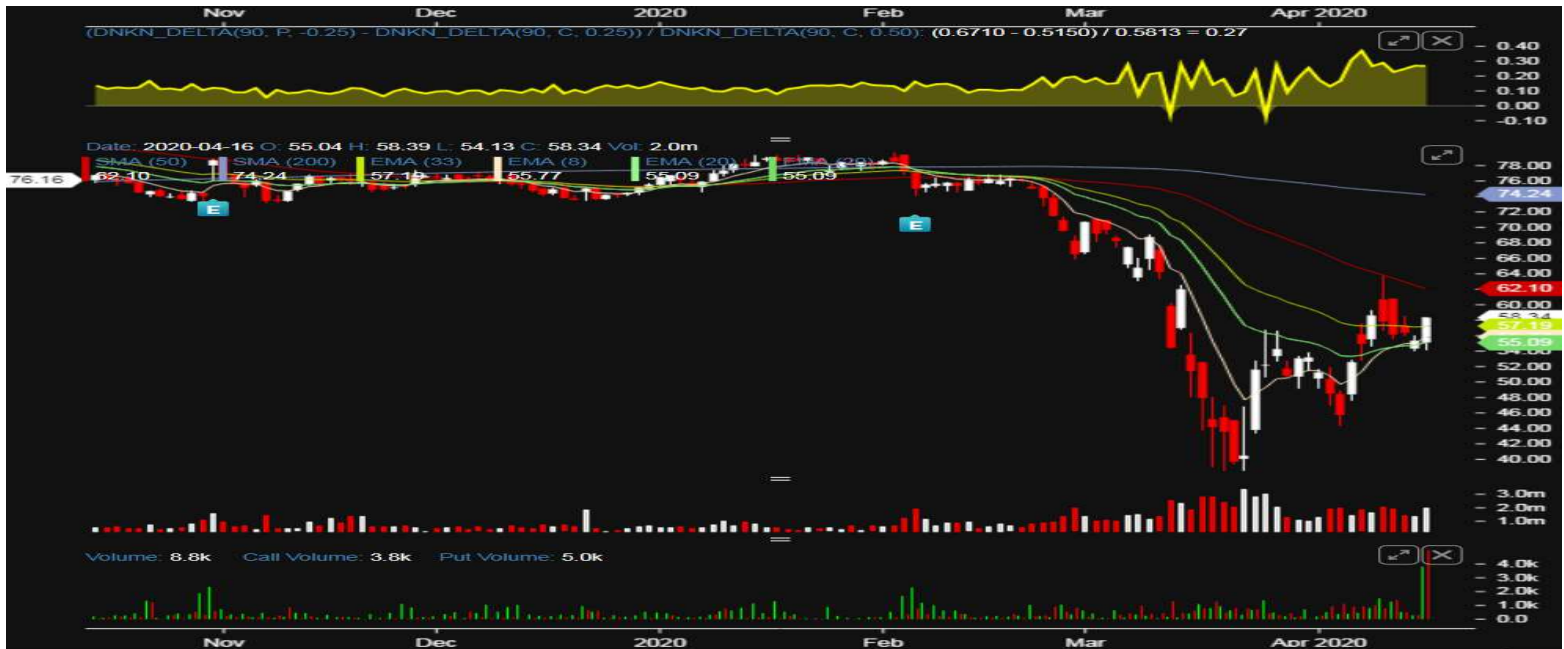 Nov Dec 2020 Feb Mar Apr 2020
(DNKN_DELTA(90, P, -0.25) - DNKN_DELTA(90, C, 0.25)) / DNKN_DELTA(90, C, 0.50): (0.6710 - 0.5150) / 0.5813 = 0.27
0.40
0.30
0.20
0.10
0.00
-0.10
Date: 2020-04-16 O: 55.04 H: 58.39 L: 54.13 C: 58.34 Vol: 2.0m
SMA (50) SMA (200) EMA (33) EMA (8) EMA (20) EMA (20)
62.10 74.24 57.19 55.77 55.09 55.09
76.16
E
E
78.00
76.00
74.24
72.00
70.00
68.00
66.00
64.00
62.10
60.00
58.34
57.19
55.09
54.00
52.00
50.00
48.00
46.00
44.00
42.00
40.00
3.0m
2.0m
1.0m
Volume: 8.8k Call Volume: 3.8k Put Volume: 5.0k
4.0k
3.0k
2.0k
1.0k
0.0
Nov Dec 2020 Feb Mar Apr 2020